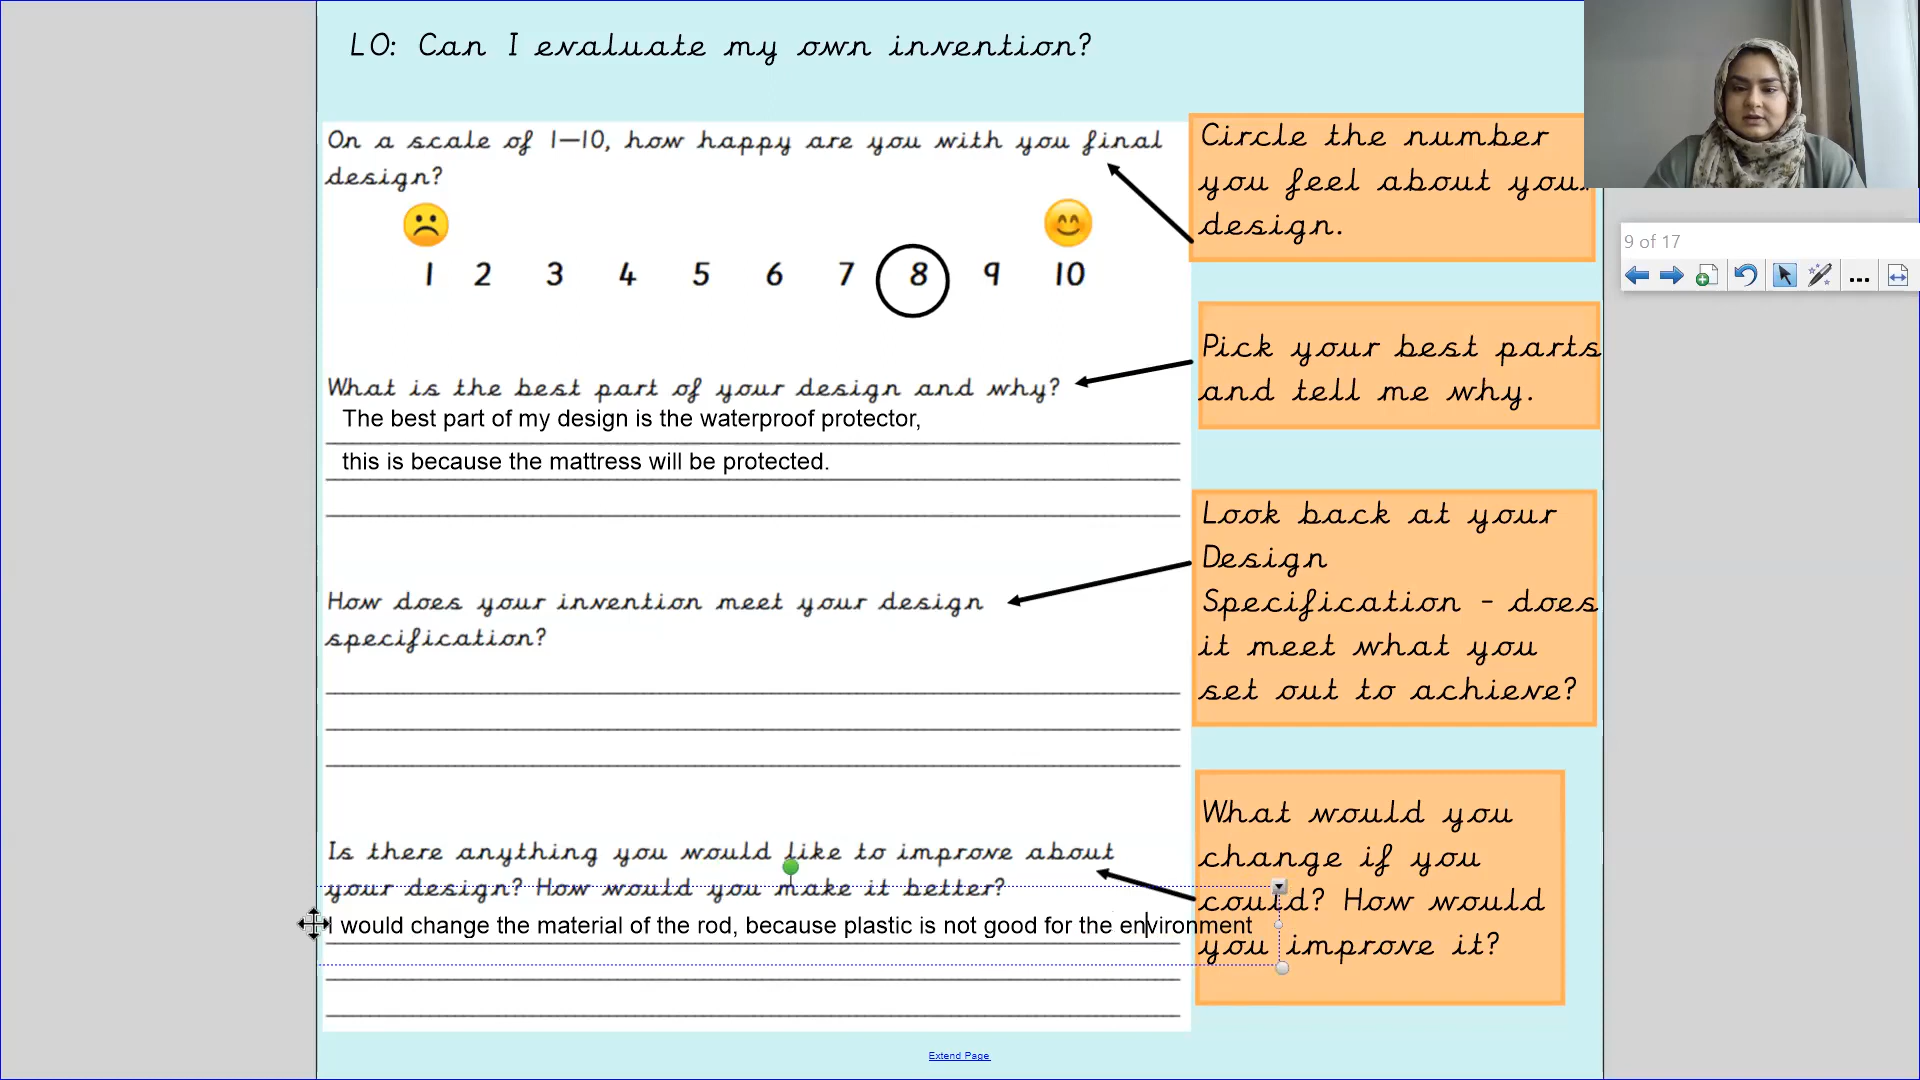 LO: Can I evaluate my own invention?
On a scale of 1—10, how happy are you with you final
design?
1 2 3 4 5 6 7 8 9 10
What is the best part of your design and why?
The best part of my design is the waterproof protector,
this is because the mattress will be protected.
How does your invention meet your design
specification?
Is there anything you would like to improve about
your design? How would you make it better?
I would change the material of the rod, because plastic is not good for the environment
Circle the number
you feel about your
design.
Pick your best parts
and tell me why.
Look back at your
Design
Specification - does
it meet what you
set out to achieve?
What would you
change if you
could? How would
you improve it?
9 of 17
Extend Page